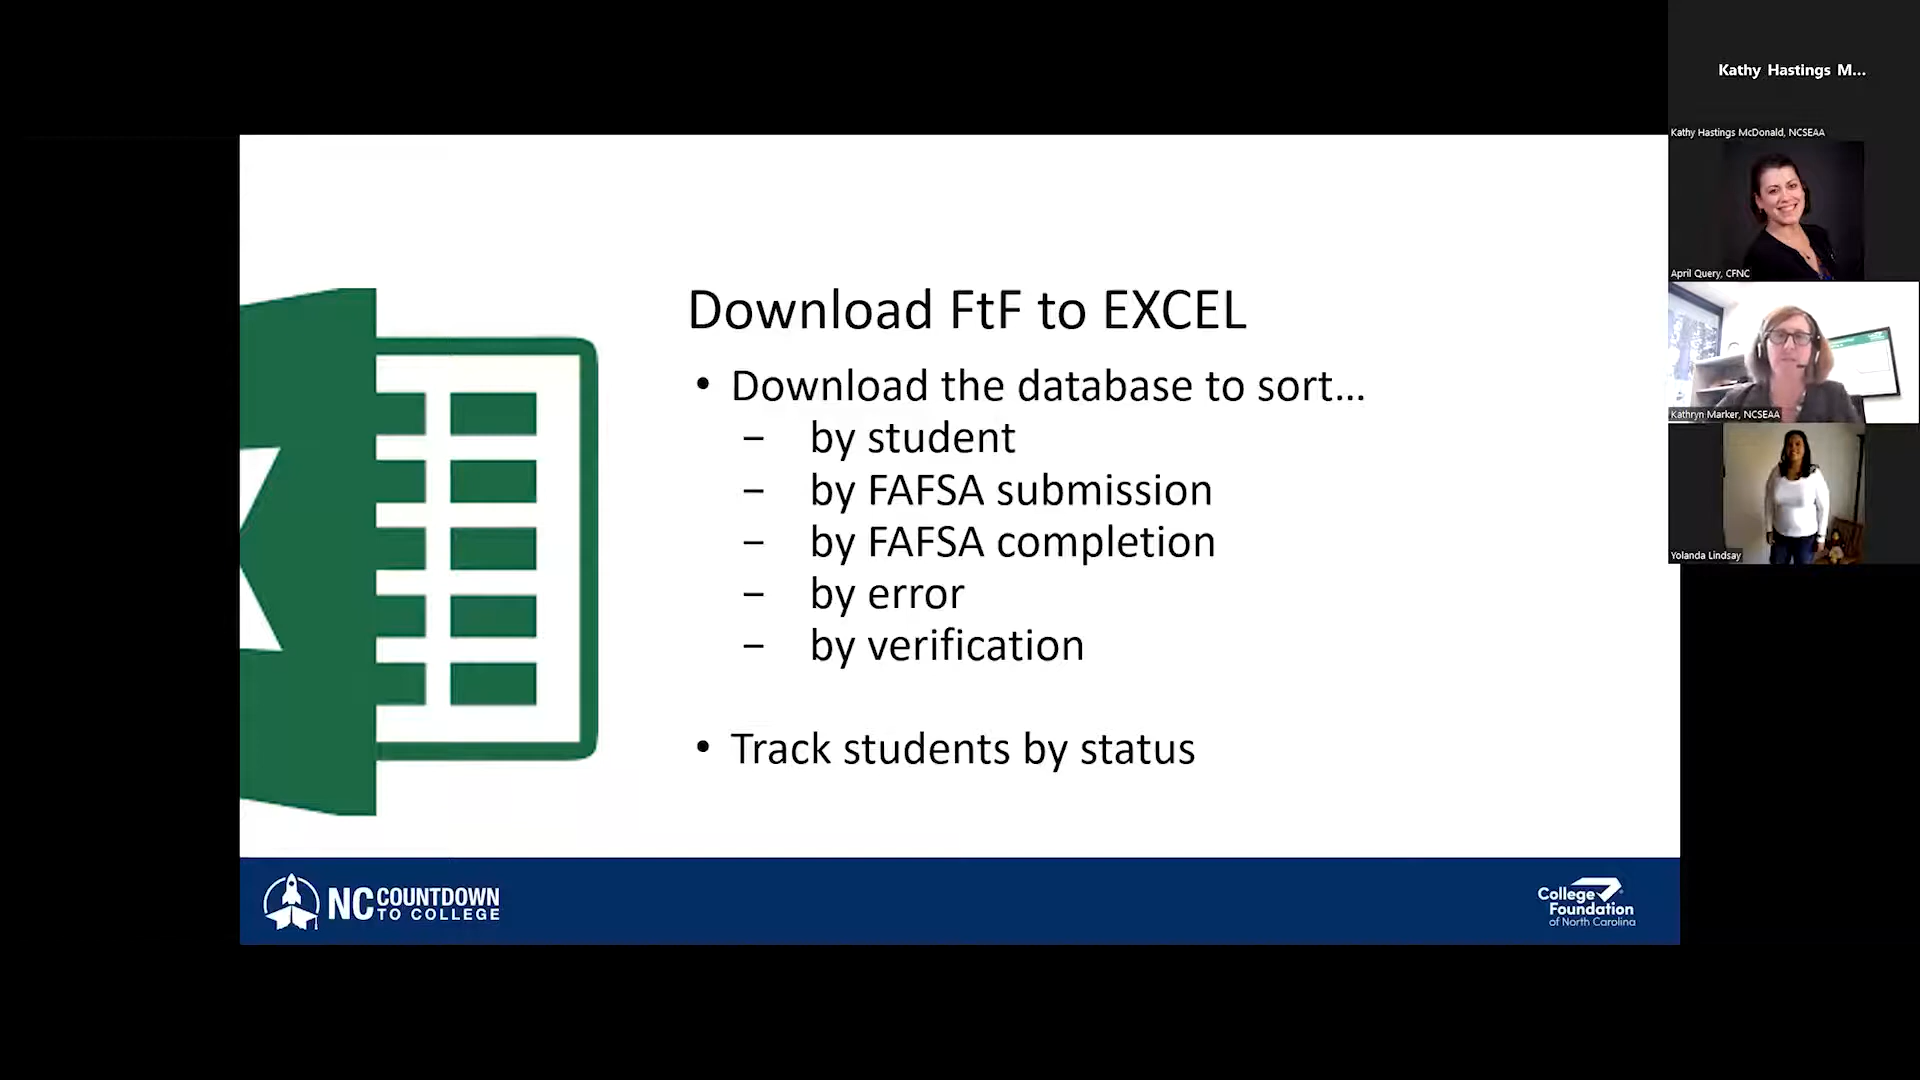 Kathy Hastings M...
Kathy Hastings McDonald, NCSEAA
April Query, CFNC
Kathryn Marker, NCSEAA
Yolanda Lindsay
Download FtF to EXCEL
• Download the database to sort...
– by student
– by FAFSA submission
– by FAFSA completion
– by error
– by verification
• Track students by status
NC COUNTDOWN
TO COLLEGE
College
Foundation
of North Carolina